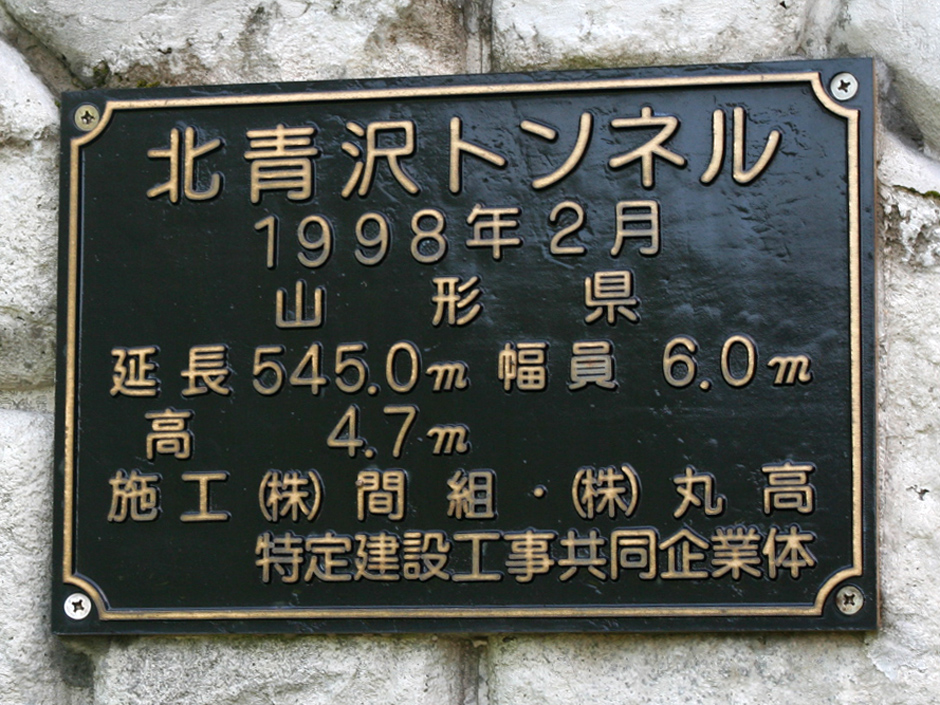 北青沢トンネル
1998年2月
山形県
延長545.0m 幅員 6.0m
高 4.7m
施工 (株)間組・(株)丸高
特定建設工事共同企業体